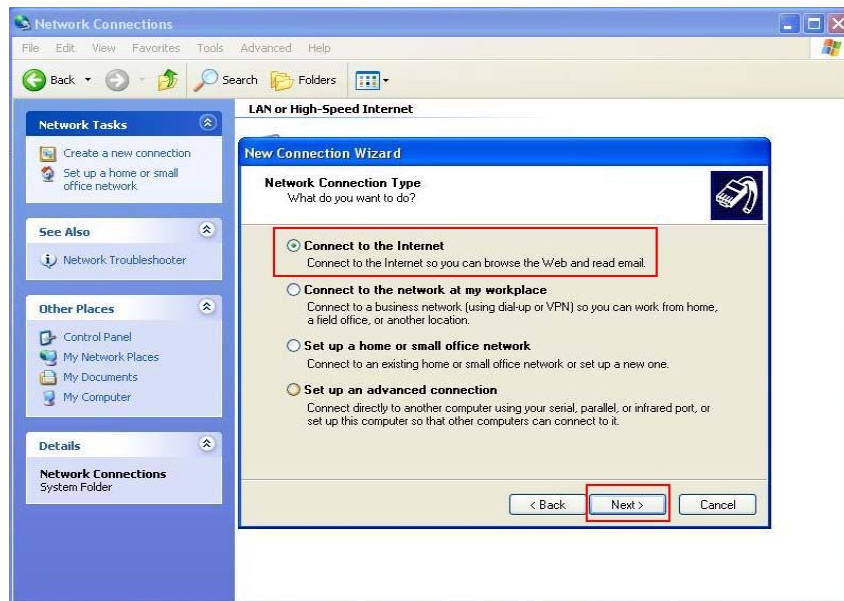 Network Connections
File Edit View Favorites Tools Advanced Help
Back Search Folders
Network Tasks
Create a new connection
Set up a home or small
office network
See Also
Network Troubleshooter
Other Places
Control Panel
My Network Places
My Documents
My Computer
Details
Network Connections
System Folder
LAN or High-Speed Internet
New Connection Wizard
Network Connection Type
What do you want to do?
Connect to the Internet
Connect to the Internet so you can browse the Web and read email.
Connect to the network at my workplace
Connect to a business network (using dial-up or VPN) so you can work from home,
a field office, or another location.
Set up a home or small office network
Connect to an existing home or small office network or set up a new one.
Set up an advanced connection
Connect directly to another computer using your serial, parallel, or infrared port, or
set up this computer so that other computers can connect to it.
< Back Next > Cancel